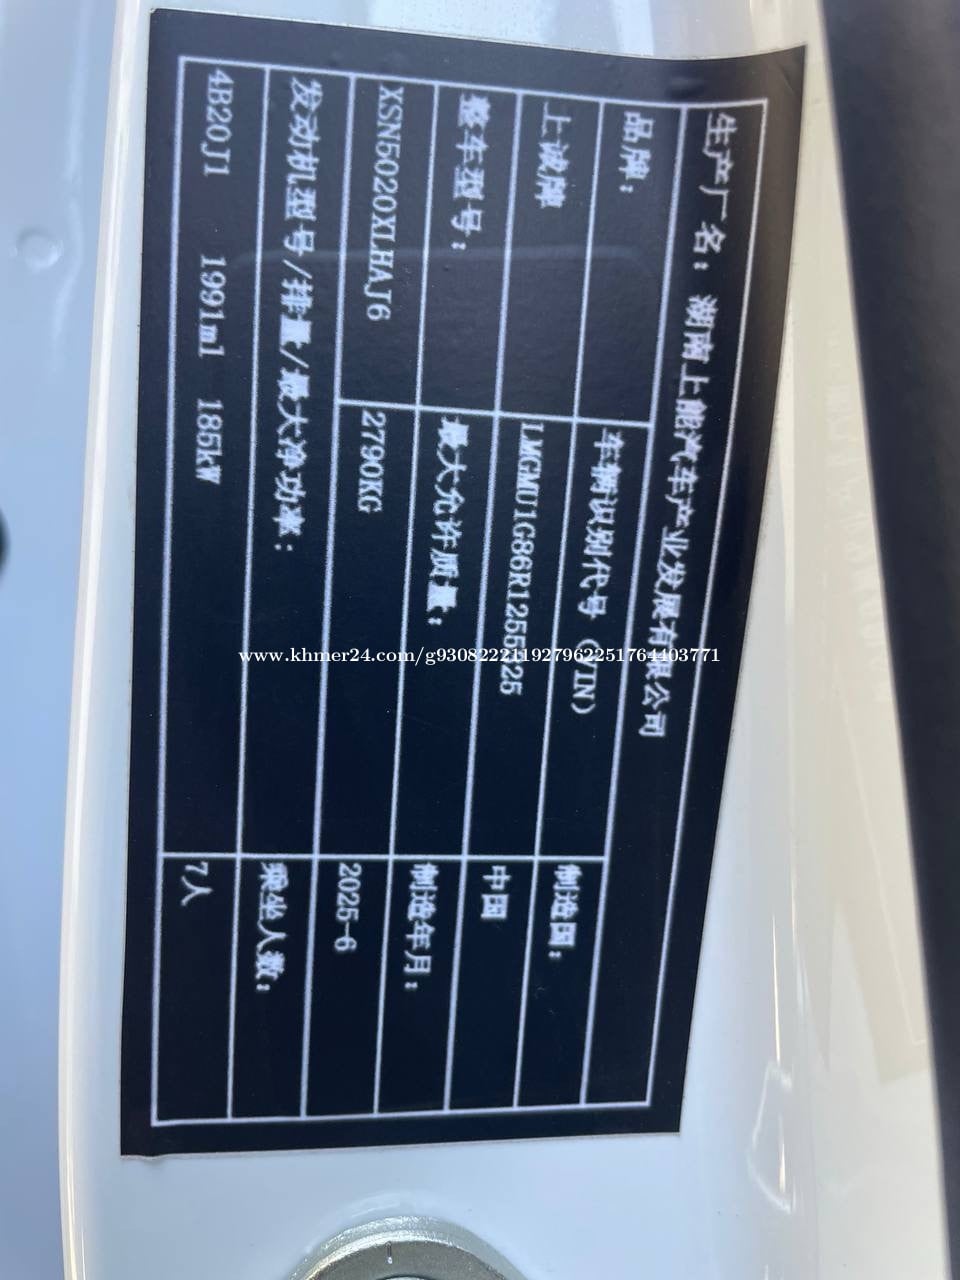 生产厂名：湖南上能汽车产业发展有限公司
品牌： 车辆识别代号（VIN） 制造国：
上诚牌 中国
整车型号： 最大允许质量： 制造年月：
XSN5020XLHAJ6 2790KG 2025-6
发动机型号/排量/最大净功率： 乘坐人数：
4B20J1 1991ml 185kW 7人
www.khmer24.com/g930822211927962251764403771